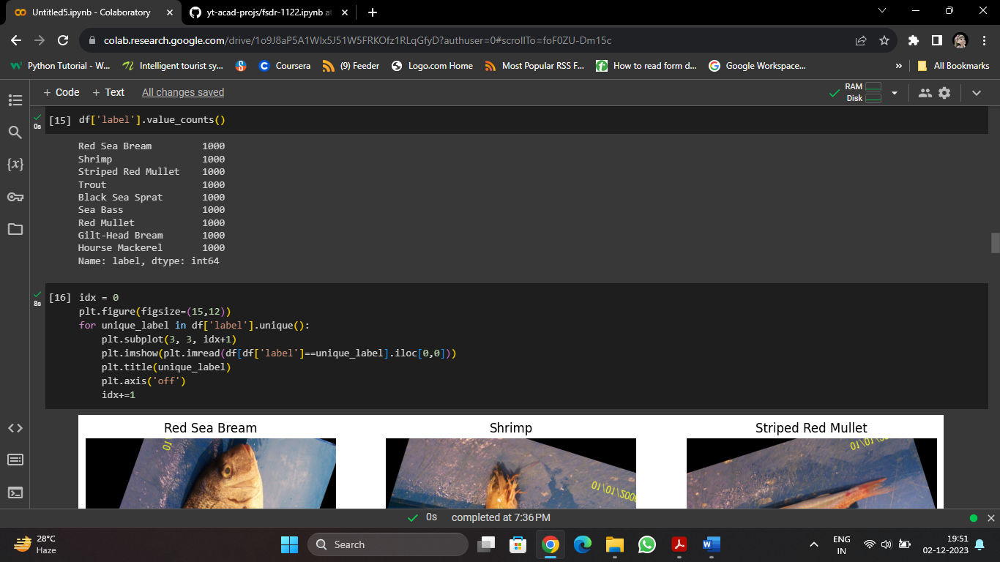 Untitled5.ipynb - Colaboratory
yt-acad-projs/fsdr-1122.ipynb at
colab.research.google.com/drive/1o9J8aP5A1Wlx5J51W5FRKOfz1RLqGfyD?authuser=0#scrollTo=foF0ZU-Dm15c
Python Tutorial - W... Intelligent tourist sy... Coursera (9) Feeder Logo.com Home Most Popular RSS F... How to read form d... Google Workspace... » All Bookmarks
+ Code + Text All changes saved RAM
Disk
[15] df['label'].value_counts()
0s
Red Sea Bream 1000
Shrimp 1000
Striped Red Mullet 1000
Trout 1000
Black Sea Sprat 1000
Sea Bass 1000
Red Mullet 1000
Gilt-Head Bream 1000
Hourse Mackerel 1000
Name: label, dtype: int64
[16] idx = 0
8s
plt.figure(figsize=(15,12))
for unique_label in df['label'].unique():
plt.subplot(3, 3, idx+1)
plt.imshow(plt.imread(df[df['label']==unique_label].iloc[0,0]))
plt.title(unique_label)
plt.axis('off')
idx+=1
Red Sea Bream Shrimp Striped Red Mullet
01/01/200
0s completed at 7:36 PM
28°C
Haze
Search
ENG
IN
19:51
02-12-2023